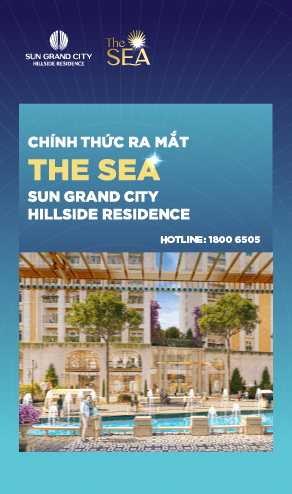 SUN GRAND CITY
HILLSIDE RESIDENCE
The
SEA
CHÍNH THỨC RA MẮT
THE SEA
SUN GRAND CITY
HILLSIDE RESIDENCE
HOTLINE: 1800 6505